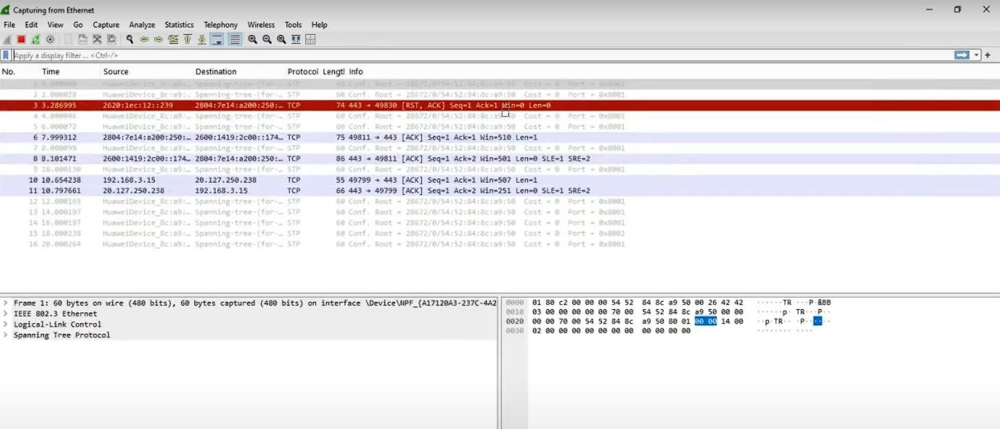 Capturing from Ethernet
File Edit View Go Capture Analyze Statistics Telephony Wireless Tools Help
Apply a display filter ... <Ctrl-/>
No. Time Source Destination Protocol Lengtl Info
1 0.000000 HuaweiDevice_8c:a9:… Spanning-tree-(for-… STP 60 Conf. Root = 28672/0/54:52:84:8c:a9:50 Cost = 0 Port = 0x8001
2 2.000028 HuaweiDevice_8c:a9:… Spanning-tree-(for-… STP 60 Conf. Root = 28672/0/54:52:84:8c:a9:50 Cost = 0 Port = 0x8001
3 3.286995 2620:1ec:12::239 2804:7e14:a200:250:… TCP 74 443 → 49830 [RST, ACK] Seq=1 Ack=1 Win=0 Len=0
4 4.000046 HuaweiDevice_8c:a9:… Spanning-tree-(for-… STP 60 Conf. Root = 28672/0/54:52:84:8c:a9:50 Cost = 0 Port = 0x8001
5 6.000072 HuaweiDevice_8c:a9:… Spanning-tree-(for-… STP 60 Conf. Root = 28672/0/54:52:84:8c:a9:50 Cost = 0 Port = 0x8001
6 7.999312 2804:7e14:a200:250:… 2600:1419:2c00::174… TCP 75 49811 → 443 [ACK] Seq=1 Ack=1 Win=510 Len=1
7 8.000099 HuaweiDevice_8c:a9:… Spanning-tree-(for-… STP 60 Conf. Root = 28672/0/54:52:84:8c:a9:50 Cost = 0 Port = 0x8001
8 8.101471 2600:1419:2c00::174… 2804:7e14:a200:250:… TCP 86 443 → 49811 [ACK] Seq=1 Ack=2 Win=501 Len=0 SLE=1 SRE=2
9 10.000130 HuaweiDevice_8c:a9:… Spanning-tree-(for-… STP 60 Conf. Root = 28672/0/54:52:84:8c:a9:50 Cost = 0 Port = 0x8001
10 10.654238 192.168.3.15 20.127.250.238 TCP 55 49799 → 443 [ACK] Seq=1 Ack=1 Win=507 Len=1
11 10.797661 20.127.250.238 192.168.3.15 TCP 66 443 → 49799 [ACK] Seq=1 Ack=2 Win=251 Len=0 SLE=1 SRE=2
12 12.000165 HuaweiDevice_8c:a9:… Spanning-tree-(for-… STP 60 Conf. Root = 28672/0/54:52:84:8c:a9:50 Cost = 0 Port = 0x8001
13 14.000197 HuaweiDevice_8c:a9:… Spanning-tree-(for-… STP 60 Conf. Root = 28672/0/54:52:84:8c:a9:50 Cost = 0 Port = 0x8001
14 16.000197 HuaweiDevice_8c:a9:… Spanning-tree-(for-… STP 60 Conf. Root = 28672/0/54:52:84:8c:a9:50 Cost = 0 Port = 0x8001
15 18.000238 HuaweiDevice_8c:a9:… Spanning-tree-(for-… STP 60 Conf. Root = 28672/0/54:52:84:8c:a9:50 Cost = 0 Port = 0x8001
16 20.000264 HuaweiDevice_8c:a9:… Spanning-tree-(for-… STP 60 Conf. Root = 28672/0/54:52:84:8c:a9:50 Cost = 0 Port = 0x8001
Frame 1: 60 bytes on wire (480 bits), 60 bytes captured (480 bits) on interface \Device\NPF_{A17120A3-237C-4A2
IEEE 802.3 Ethernet
Logical-Link Control
Spanning Tree Protocol
0000 01 80 c2 00 00 00 54 52 84 8c a9 50 00 26 42 42 ······TR ···P·&BB
0010 03 00 00 00 00 00 70 00 54 52 84 8c a9 50 00 00 ······p· TR···P··
0020 00 00 70 00 54 52 84 8c a9 50 80 01 00 00 14 00 ··p·TR·· ·P······
0030 02 00 00 00 00 00 00 00 00 00 00 00 ········ ····